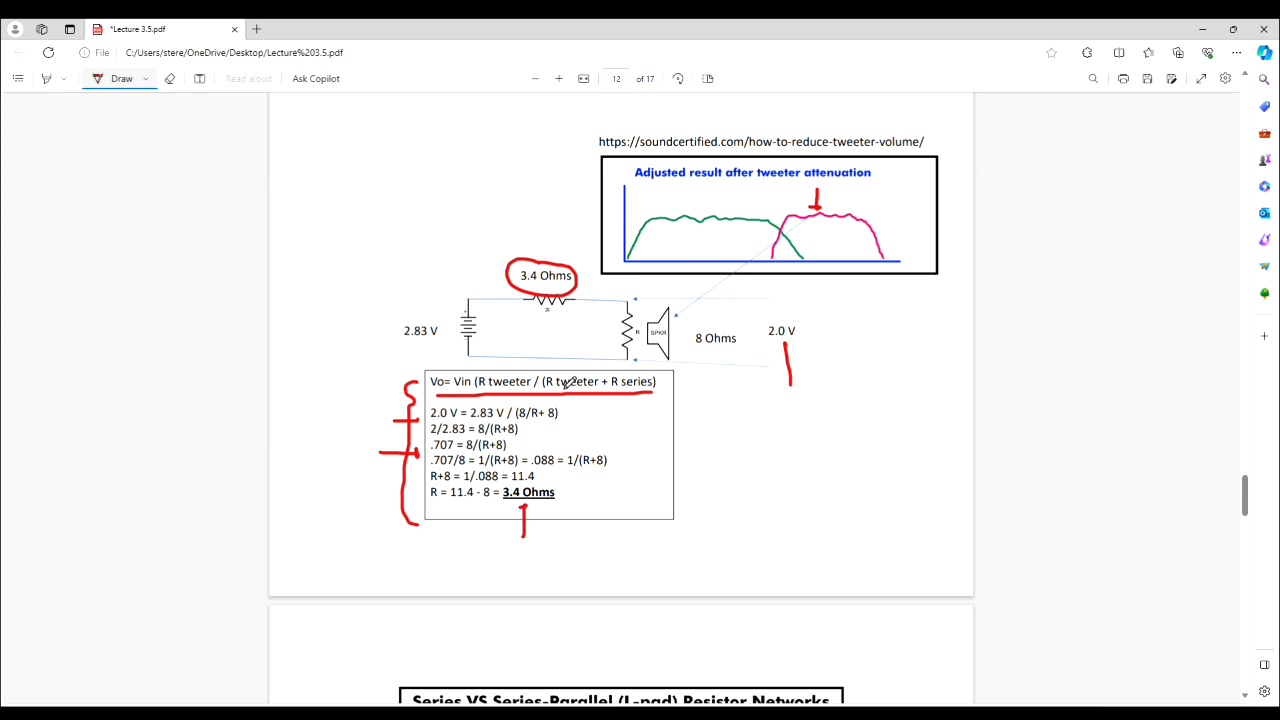 *Lecture 3.5.pdf
File
C:/Users/stere/OneDrive/Desktop/Lecture%203.5.pdf
Draw
Read aloud
Ask Copilot
12 of 17
https://soundcertified.com/how-to-reduce-tweeter-volume/
Adjusted result after tweeter attenuation
3.4 Ohms
R
2.83 V
R
SPKR
8 Ohms
2.0 V
Vo= Vin (R tweeter / (R tweeter + R series)
2.0 V = 2.83 V / (8/R+ 8)
2/2.83 = 8/(R+8)
.707 = 8/(R+8)
.707/8 = 1/(R+8) = .088 = 1/(R+8)
R+8 = 1/.088 = 11.4
R = 11.4 - 8 = 3.4 Ohms
Series VS Series-Parallel (L-pad) Resistor Networks